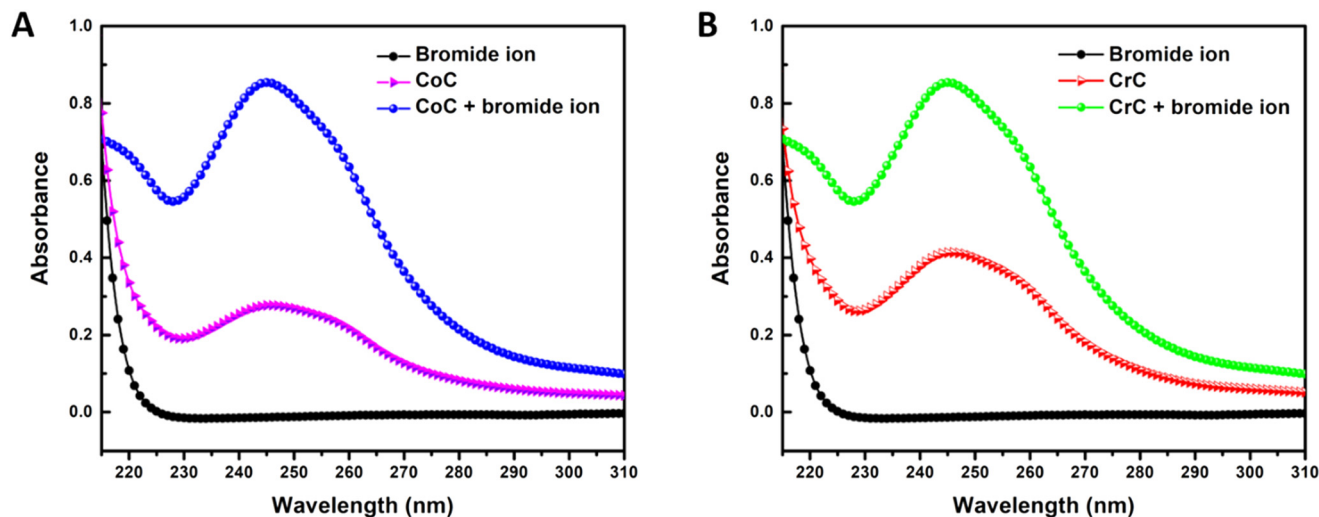 A
1.0
0.8
0.6
0.4
0.2
0.0
Absorbance
Bromide ion
CoC
CoC + bromide ion
220 230 240 250 260 270 280 290 300 310
Wavelength (nm)
B
1.0
0.8
0.6
0.4
0.2
0.0
Absorbance
Bromide ion
CrC
CrC + bromide ion
220 230 240 250 260 270 280 290 300 310
Wavelength (nm)